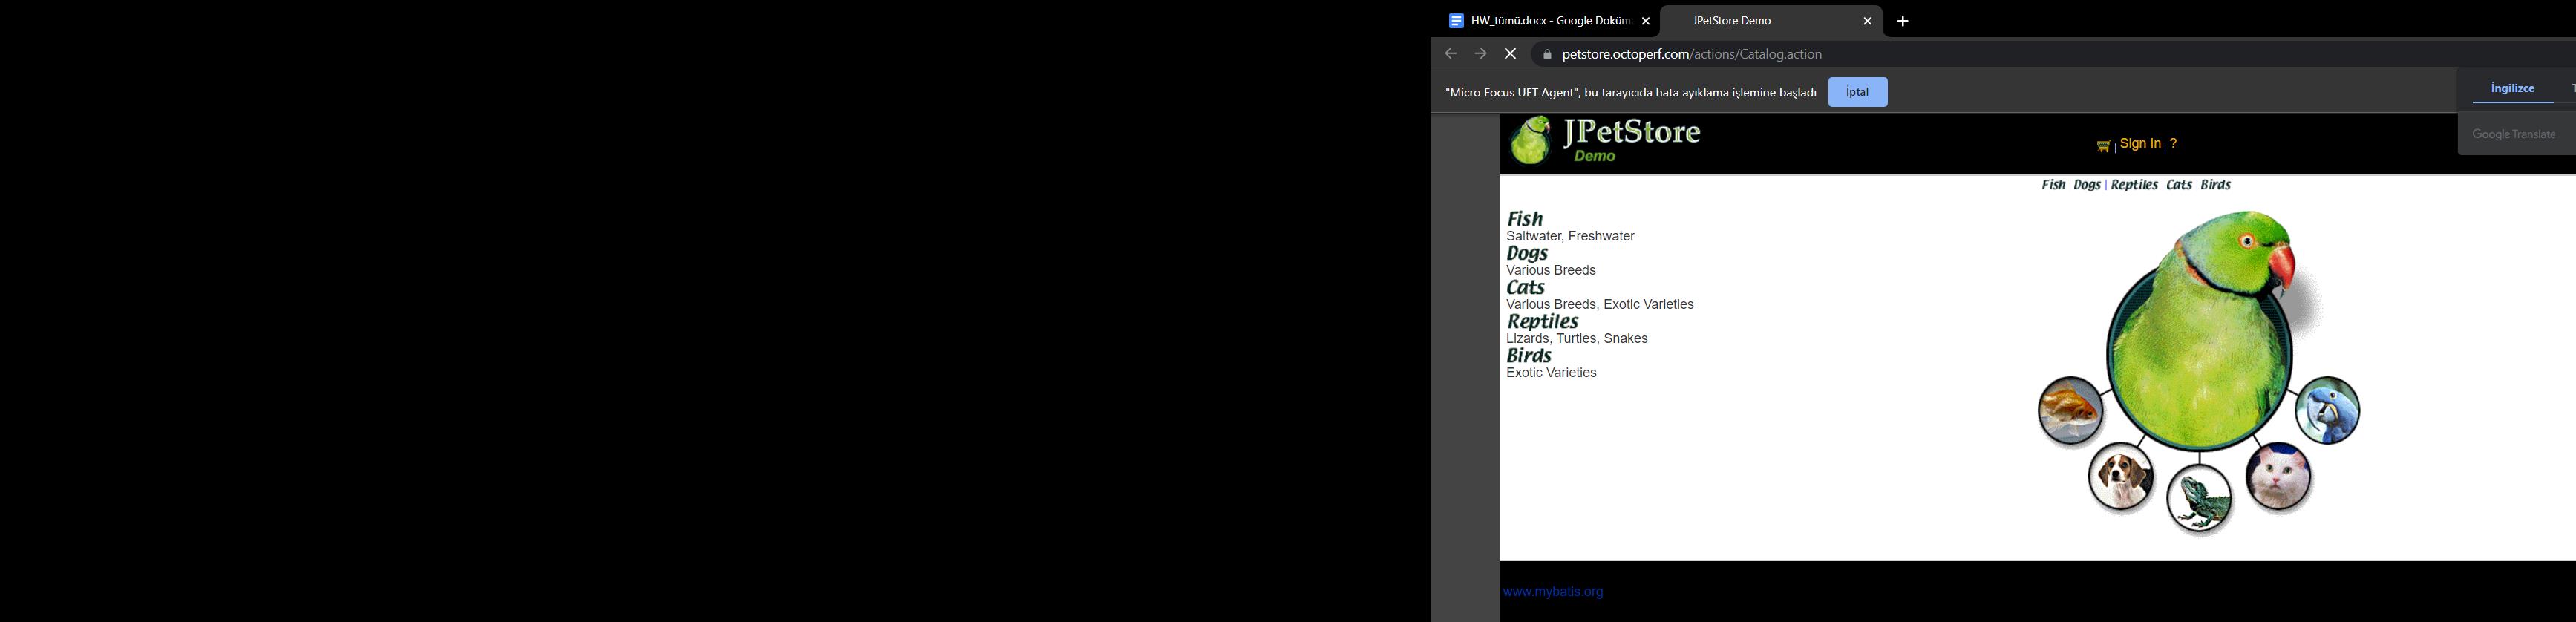 HW_tümü.docx - Google Doküm
JPetStore Demo
petstore.octoperf.com/actions/Catalog.action
"Micro Focus UFT Agent", bu tarayıcıda hata ayıklama işlemine başladı
İptal
İngilizce
Google Translate
JPetStore
Demo
Sign In | ?
Fish | Dogs | Reptiles | Cats | Birds
Fish
Saltwater, Freshwater
Dogs
Various Breeds
Cats
Various Breeds, Exotic Varieties
Reptiles
Lizards, Turtles, Snakes
Birds
Exotic Varieties
www.mybatis.org